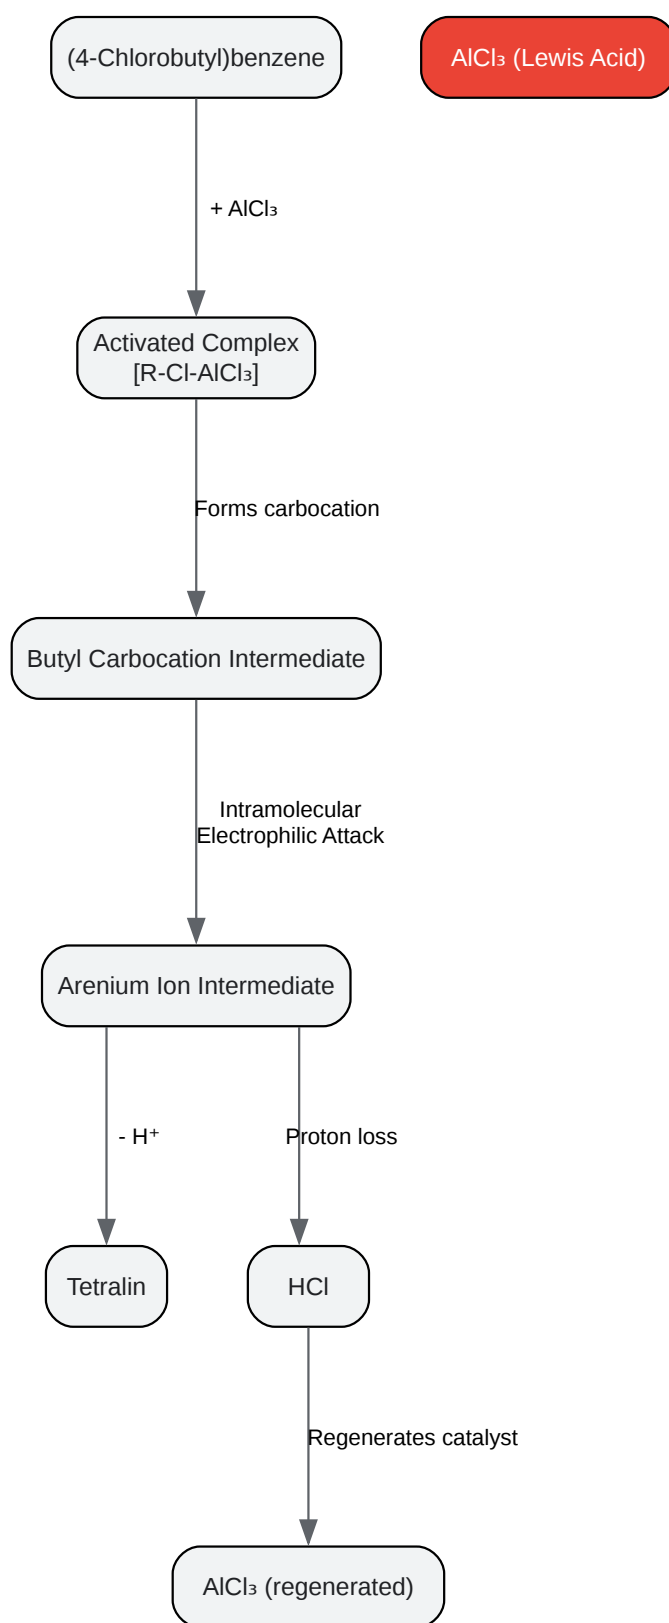 (4-Chlorobutyl)benzene
AlCl₃ (Lewis Acid)
+ AlCl₃
Activated Complex
[R-Cl-AlCl₃]
Forms carbocation
Butyl Carbocation Intermediate
Intramolecular
Electrophilic Attack
Arenium Ion Intermediate
- H⁺
Proton loss
Tetralin
HCl
Regenerates catalyst
AlCl₃ (regenerated)